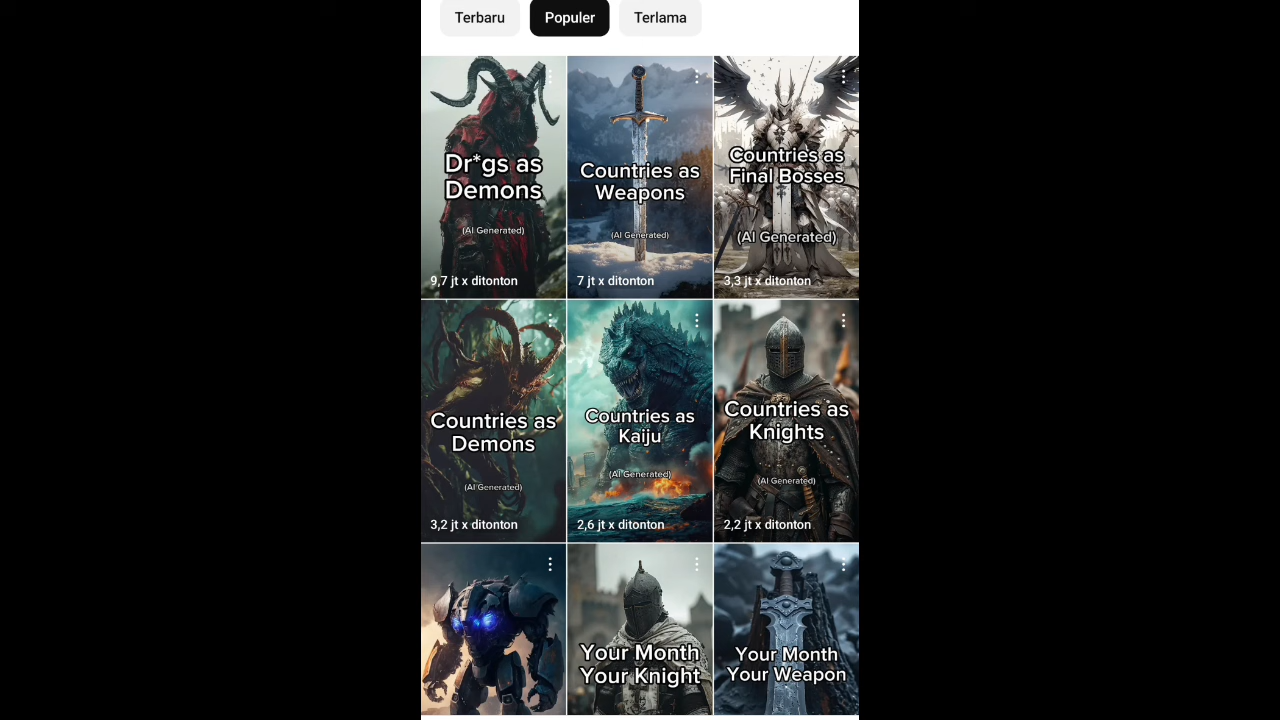 Terbaru
Populer
Terlama
Dr*gs as
Demons
(AI Generated)
9,7 jt x ditonton
Countries as
Weapons
(AI Generated)
7 jt x ditonton
Countries as
Final Bosses
(AI Generated)
3,3 jt x ditonton
Countries as
Demons
(AI Generated)
3,2 jt x ditonton
Countries as
Kaiju
(AI Generated)
2,6 jt x ditonton
Countries as
Knights
(AI Generated)
2,2 jt x ditonton
Your Month
Your Knight
Your Month
Your Weapon